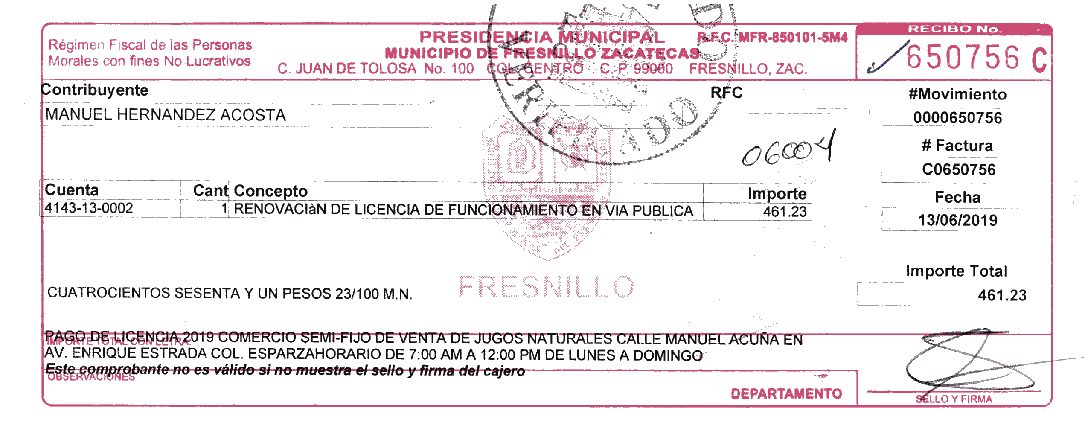 Régimen Fiscal de las Personas
Morales con fines No Lucrativos
PRESIDENCIA MUNICIPAL R.F.C. MFR-850101-5M4
MUNICIPIO DE FRESNILLO ZACATECAS
C. JUAN DE TOLOSA No. 100 COL. CENTRO C.P. 99000 FRESNILLO, ZAC.
RECIBO No.
650756 C
Contribuyente
RFC
MANUEL HERNANDEZ ACOSTA
06004
#Movimiento
0000650756
# Factura
C0650756
Fecha
13/06/2019
Cuenta Cant Concepto Importe
4143-13-0002 1 RENOVACIàN DE LICENCIA DE FUNCIONAMIENTO EN VIA PUBLICA 461.23
FRESNILLO
Importe Total
461.23
CUATROCIENTOS SESENTA Y UN PESOS 23/100 M.N.
IMPORTE TOTAL CON LETRA
PAGO DE LICENCIA 2019 COMERCIO SEMI-FIJO DE VENTA DE JUGOS NATURALES CALLE MANUEL ACUÑA EN
AV. ENRIQUE ESTRADA COL. ESPARZAHORARIO DE 7:00 AM A 12:00 PM DE LUNES A DOMINGO
Este comprobante no es válido si no muestra el sello y firma del cajero
OBSERVACIONES
DEPARTAMENTO
SELLO Y FIRMA